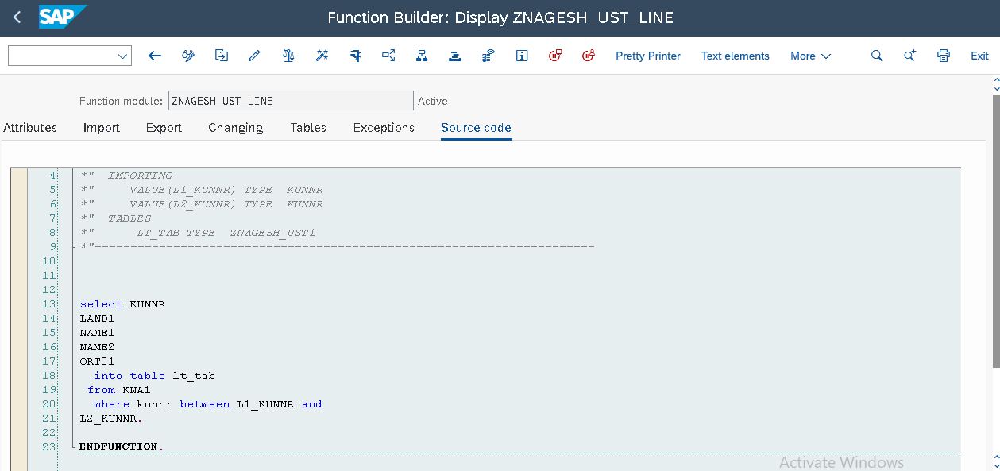 SAP
Function Builder: Display ZNAGESH_UST_LINE
Pretty Printer Text elements More Exit
Function module: ZNAGESH_UST_LINE Active
Attributes Import Export Changing Tables Exceptions Source code
4 *" IMPORTING
5 *" VALUE(L1_KUNNR) TYPE KUNNR
6 *" VALUE(L2_KUNNR) TYPE KUNNR
7 *" TABLES
8 *" LT_TAB TYPE ZNAGESH_UST1
9 *"----------------------------------------------------------------------
10
11
12
13 select KUNNR
14 LAND1
15 NAME1
16 NAME2
17 ORT01
18 into table lt_tab
19 from KNA1
20 where kunnr between L1_KUNNR and
21 L2_KUNNR.
22
23 ENDFUNCTION.
Activate Windows